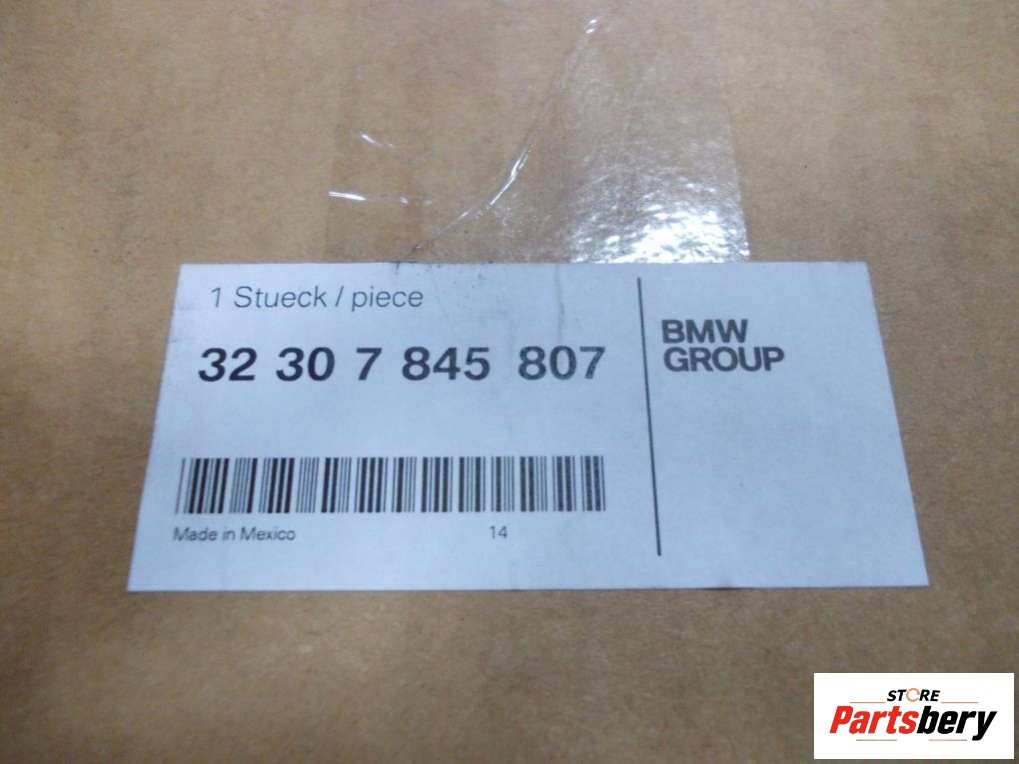 1 Stueck / piece
32 30 7 845 807
BMW
GROUP
Made in Mexico 14
STORE
Partsbery